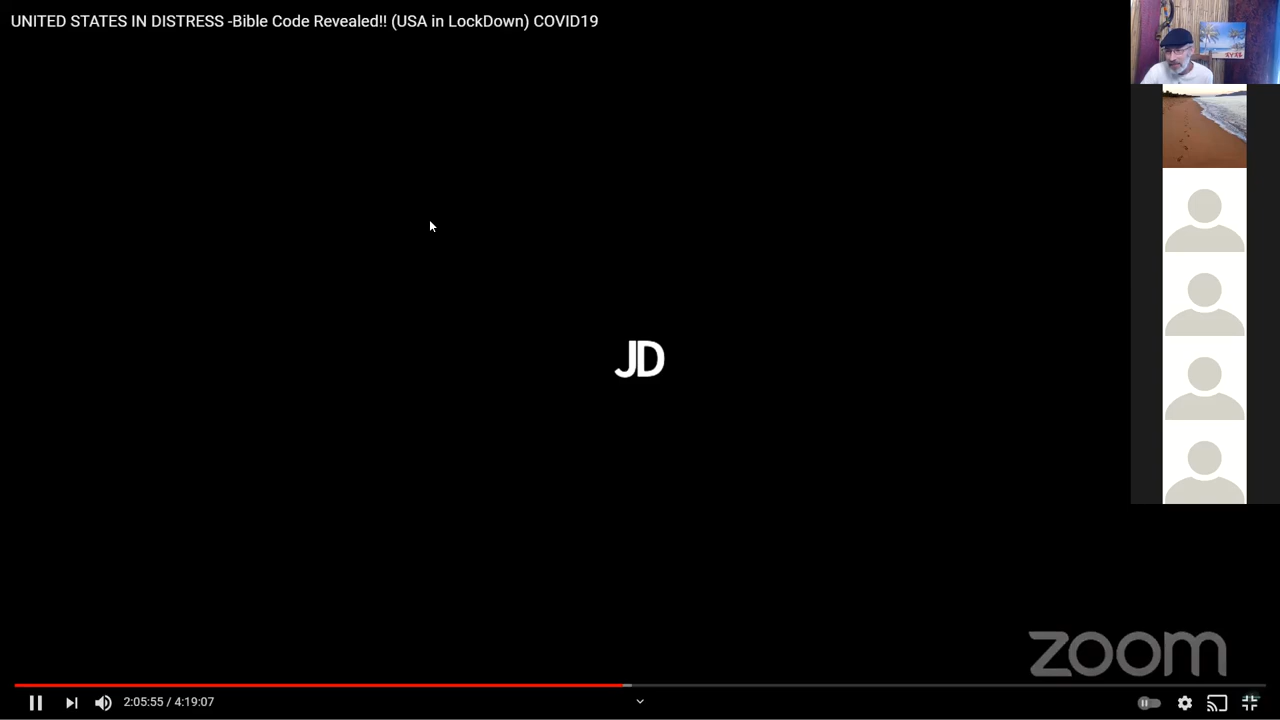 UNITED STATES IN DISTRESS -Bible Code Revealed!! (USA in LockDown) COVID19
JD
zoom
2:05:55 / 4:19:07